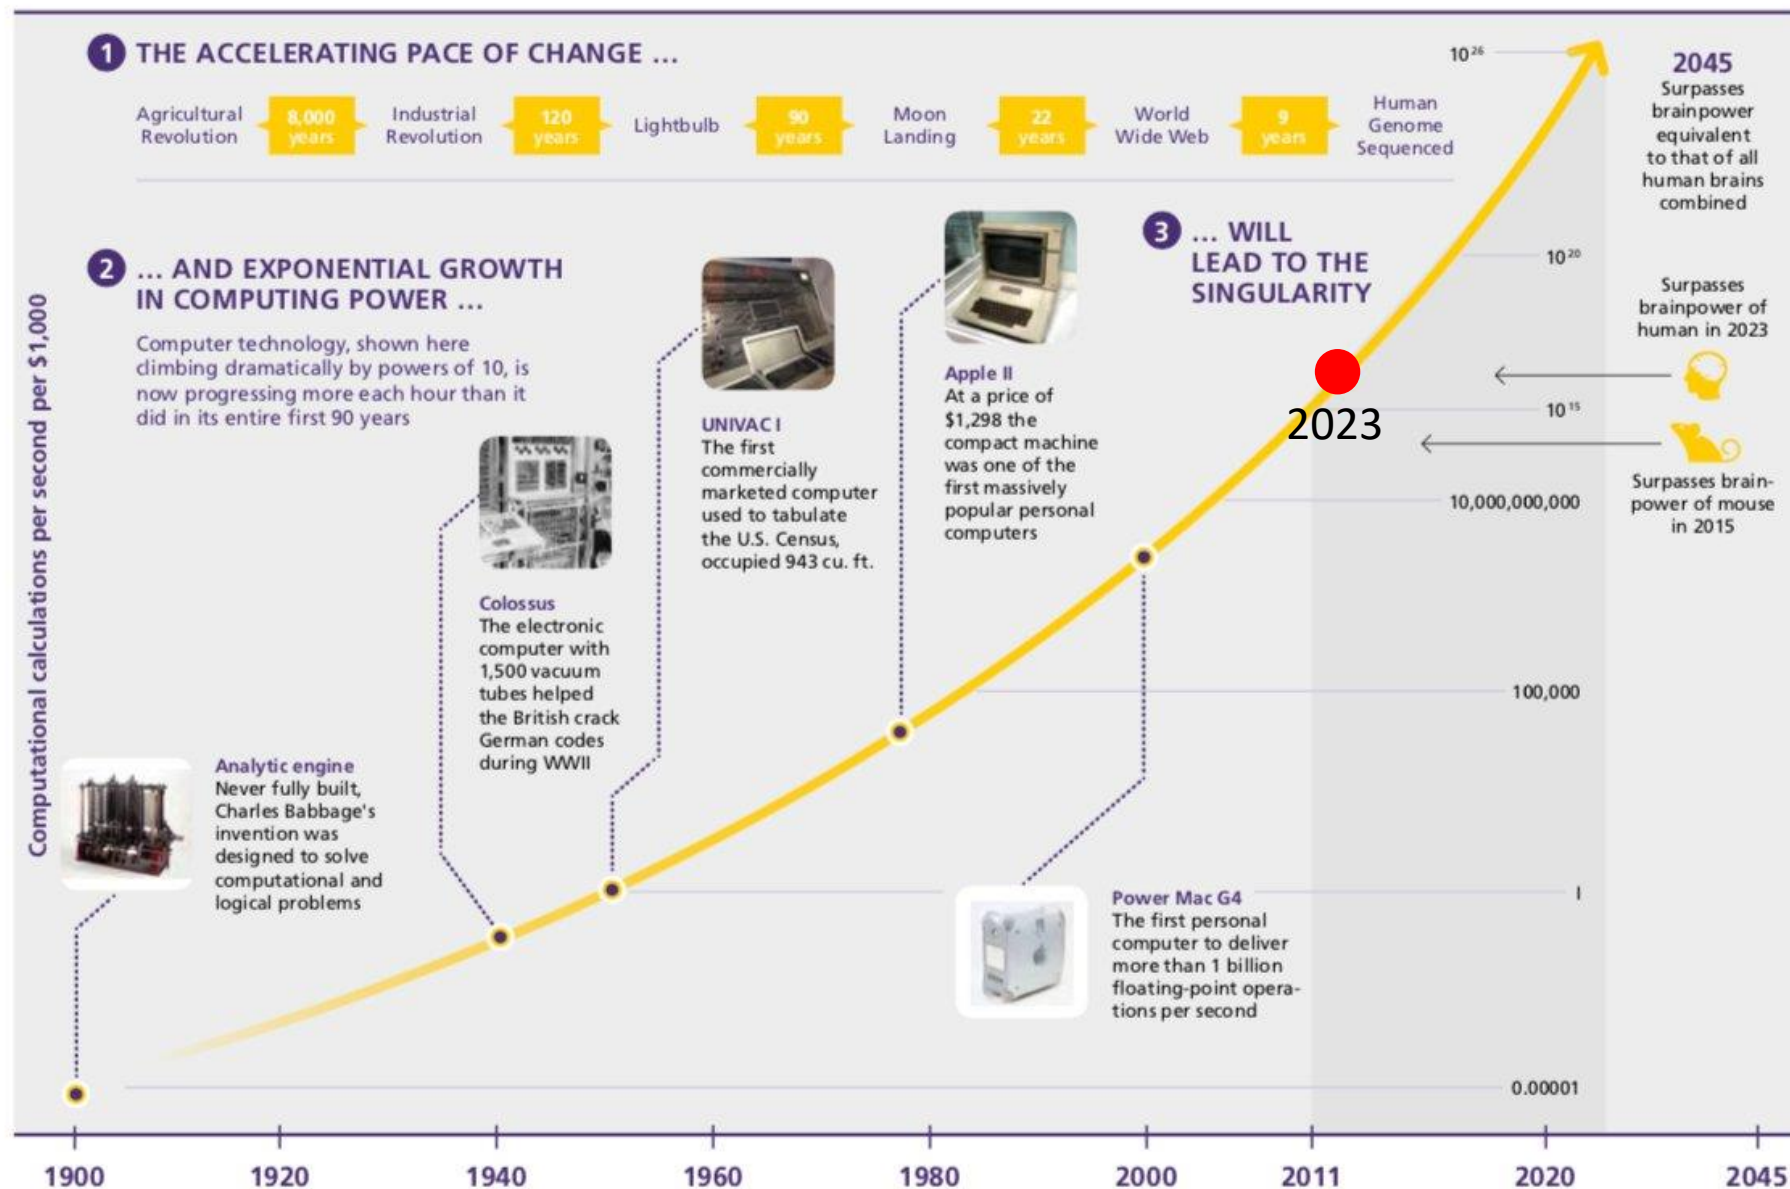 1 THE ACCELERATING PACE OF CHANGE ...
Agricultural
Revolution
8,000
years
Industrial
Revolution
120
years
Lightbulb
90
years
Moon
Landing
22
years
World
Wide Web
9
years
Human
Genome
Sequenced
2 ... AND EXPONENTIAL GROWTH
IN COMPUTING POWER ...
Computer technology, shown here
climbing dramatically by powers of 10, is
now progressing more each hour than it
did in its entire first 90 years
3 ... WILL
LEAD TO THE
SINGULARITY
Computational calculations per second per $1,000
Analytic engine
Never fully built,
Charles Babbage's
invention was
designed to solve
computational and
logical problems
Colossus
The electronic
computer with
1,500 vacuum
tubes helped
the British crack
German codes
during WWII
UNIVAC I
The first
commercially
marketed computer
used to tabulate
the U.S. Census,
occupied 943 cu. ft.
Apple II
At a price of
$1,298 the
compact machine
was one of the
first massively
popular personal
computers
Power Mac G4
The first personal
computer to deliver
more than 1 billion
floating-point opera-
tions per second
2023
10²⁶
10²⁰
10¹⁵
10,000,000,000
100,000
I
0.00001
2045
Surpasses
brainpower
equivalent
to that of all
human brains
combined
Surpasses
brainpower of
human in 2023
Surpasses brain-
power of mouse
in 2015
1900
1920
1940
1960
1980
2000
2011
2020
2045